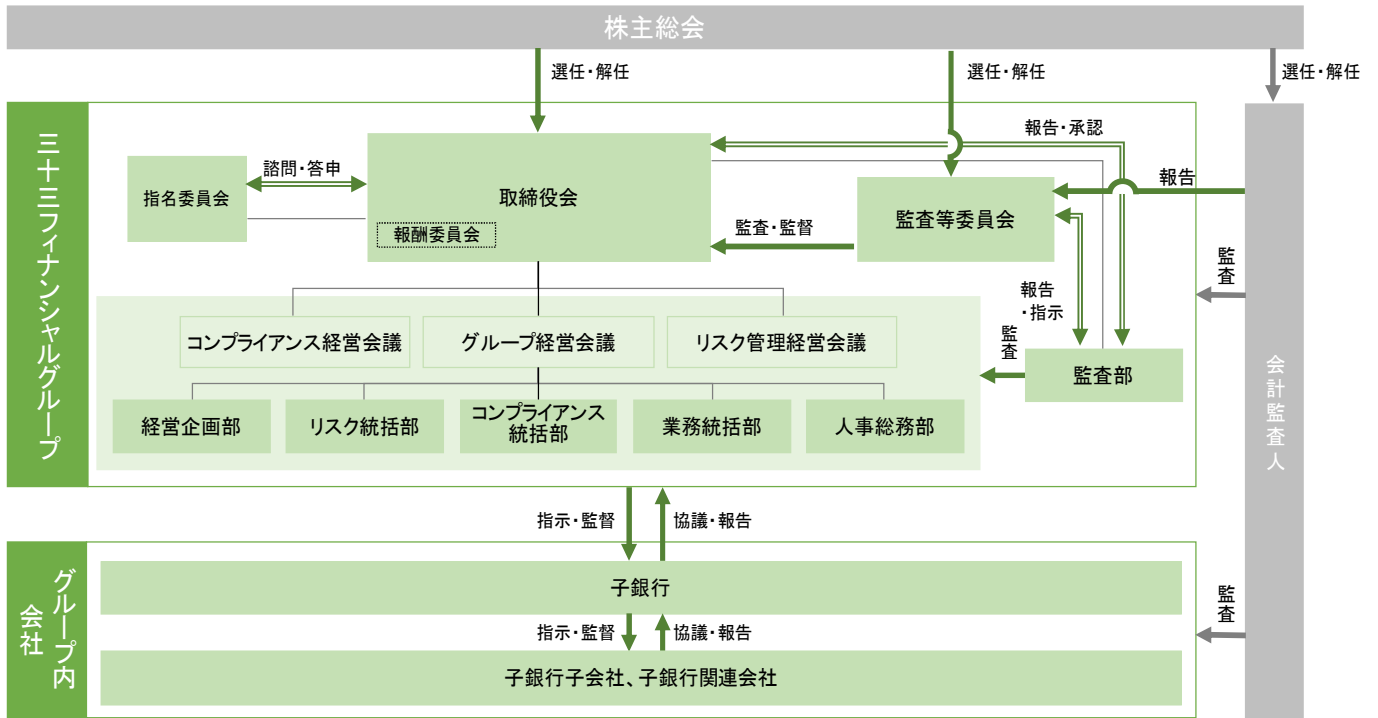 株主総会
選任・解任
選任・解任
選任・解任
三十三フィナンシャルグループ
指名委員会
諮問・答申
取締役会
報酬委員会
監査・監督
監査等委員会
報告・承認
報告
監査
報告
・指示
監査
監査部
コンプライアンス経営会議
グループ経営会議
リスク管理経営会議
経営企画部
リスク統括部
コンプライアンス
統括部
業務統括部
人事総務部
会計監査人
指示・監督
協議・報告
グループ内
会社
子銀行
指示・監督
協議・報告
子銀行子会社、子銀行関連会社
監査